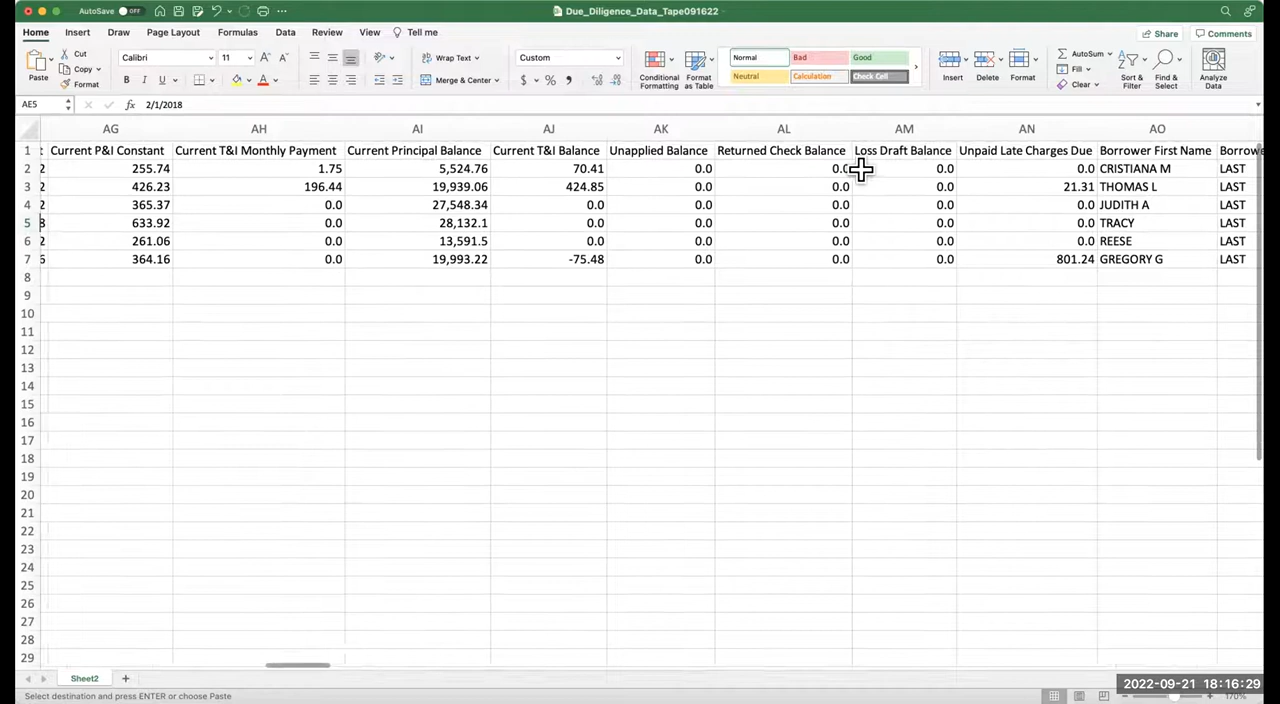 AutoSave OFF
Due_Diligence_Data_Tape091622
Home Insert Draw Page Layout Formulas Data Review View Tell me Share Comments
Paste
Cut
Copy
Format
Calibri 11
B I U
Wrap Text
Merge & Center
Custom
Conditional Formatting
Format as Table
Normal Bad Good
Neutral Calculation Check Cell
Insert Delete Format
AutoSum
Fill
Clear
Sort & Filter
Find & Select
Analyze Data
AE5 fx 2/1/2018
AG AH AI AJ AK AL AM AN AO
1 Current P&I Constant Current T&I Monthly Payment Current Principal Balance Current T&I Balance Unapplied Balance Returned Check Balance Loss Draft Balance Unpaid Late Charges Due Borrower First Name Borrowe
2 2 255.74 1.75 5,524.76 70.41 0.0 0.0 0.0 0.0 CRISTIANA M LAST
3 2 426.23 196.44 19,939.06 424.85 0.0 0.0 0.0 21.31 THOMAS L LAST
4 2 365.37 0.0 27,548.34 0.0 0.0 0.0 0.0 0.0 JUDITH A LAST
5 8 633.92 0.0 28,132.1 0.0 0.0 0.0 0.0 0.0 TRACY LAST
6 2 261.06 0.0 13,591.5 0.0 0.0 0.0 0.0 0.0 REESE LAST
7 6 364.16 0.0 19,993.22 -75.48 0.0 0.0 0.0 801.24 GREGORY G LAST
8
9
10
11
12
13
14
15
16
17
18
19
20
21
22
23
24
25
26
27
28
29
Sheet2
Select destination and press ENTER or choose Paste
2022-09-21 18:16:29
170%